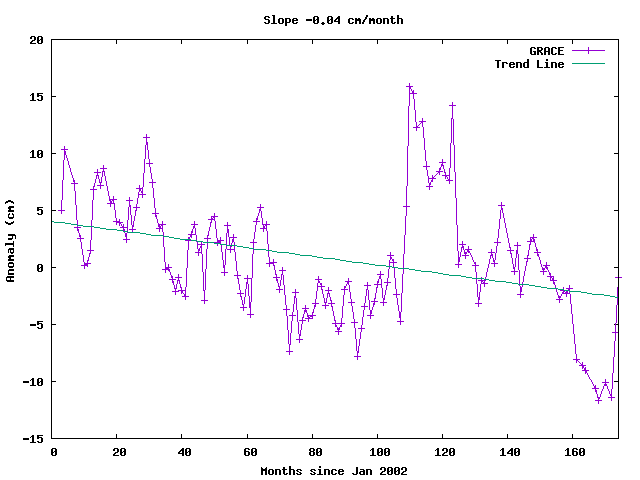 Slope -0.04 cm/month
GRACE
Trend Line
20
15
10
5
0
-5
-10
-15
Anomaly (cm)
0 20 40 60 80 100 120 140 160
Months since Jan 2002